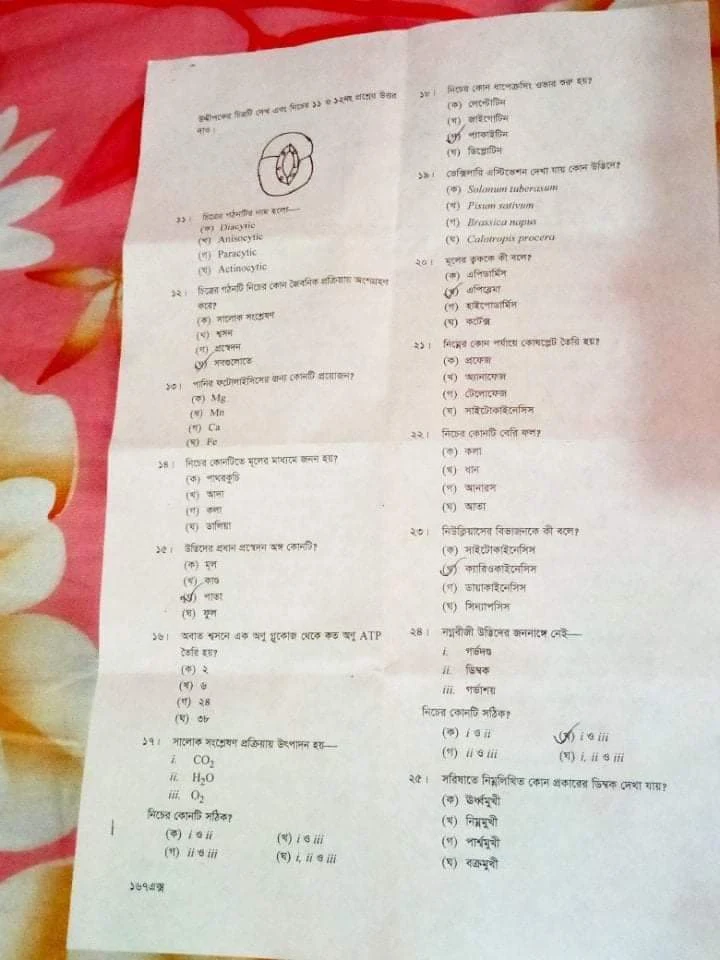 উদ্দীপকের চিত্রটি দেখ এবং নিচের ১১ ও ১২নং প্রশ্নের উত্তর
দাও :
১১। চিত্রের গঠনটির নাম হলো—
(ক) Diacytic
(খ) Anisocytic
(গ) Paracytic
(ঘ) Actinocytic
১২। চিত্রের গঠনটি নিচের কোন জৈবনিক প্রক্রিয়ায় অংশগ্রহণ
করে?
(ক) সালোক সংশ্লেষণ
(খ) শ্বসন
(গ) প্রস্বেদন
(ঘ) সবগুলোতে
১৩। পানির ফটোলাইসিসের জন্য কোনটি প্রয়োজন?
(ক) Mg
(খ) Mn
(গ) Ca
(ঘ) Fe
১৪। নিচের কোনটিতে মূলের মাধ্যমে জনন হয়?
(ক) পাথরকুচি
(খ) আদা
(গ) কলা
(ঘ) ডালিয়া
১৫। উদ্ভিদের প্রধান প্রস্বেদন অঙ্গ কোনটি?
(ক) মূল
(খ) কাণ্ড
(গ) পাতা
(ঘ) ফুল
১৬। অবাত শ্বসনে এক অণু গ্লুকোজ থেকে কত অণু ATP
তৈরি হয়?
(ক) ২
(খ) ৬
(গ) ২৪
(ঘ) ৩৮
১৭। সালোক সংশ্লেষণ প্রক্রিয়ায় উৎপাদন হয়—
i. CO₂
ii. H₂O
iii. O₂
নিচের কোনটি সঠিক?
(ক) i ও ii (খ) i ও iii
(গ) ii ও iii (ঘ) i, ii ও iii
১৬৭এক্স
১৮। নিচের কোন ধাপে ক্রসিং ওভার শুরু হয়?
(ক) লেপ্টোটিন
(খ) জাইগোটিন
(গ) প্যাকাইটিন
(ঘ) ডিপ্লোটিন
১৯। ভেক্সিলারি এস্টিভেশন দেখা যায় কোন উদ্ভিদে?
(ক) Solanum tuberasum
(খ) Pisum sativum
(গ) Brassica napus
(ঘ) Calotropis procera
২০। মূলের ত্বককে কী বলে?
(ক) এপিডার্মিস
(খ) এপিব্লেমা
(গ) হাইপোডার্মিস
(ঘ) কর্টেক্স
২১। নিম্নের কোন পর্যায়ে কোষপ্লেট তৈরি হয়?
(ক) প্রফেজ
(খ) অ্যানাফেজ
(গ) টেলোফেজ
(ঘ) সাইটোকাইনেসিস
২২। নিচের কোনটি বেরি ফল?
(ক) কলা
(খ) ধান
(গ) আনারস
(ঘ) আতা
২৩। নিউক্লিয়াসের বিভাজনকে কী বলে?
(ক) সাইটোকাইনেসিস
(খ) ক্যারিওকাইনেসিস
(গ) ডায়াকাইনেসিস
(ঘ) সিন্যাপসিস
২৪। নগ্নবীজী উদ্ভিদের জননাঙ্গে নেই—
i. গর্ভদণ্ড
ii. ডিম্বক
iii. গর্ভাশয়
নিচের কোনটি সঠিক?
(ক) i ও ii (খ) i ও iii
(গ) ii ও iii (ঘ) i, ii ও iii
২৫। সরিষাতে নিম্নলিখিত কোন প্রকারের ডিম্বক দেখা যায়?
(ক) ঊর্ধ্বমুখী
(খ) নিম্নমুখী
(গ) পার্শ্বমুখী
(ঘ) বক্রমুখী